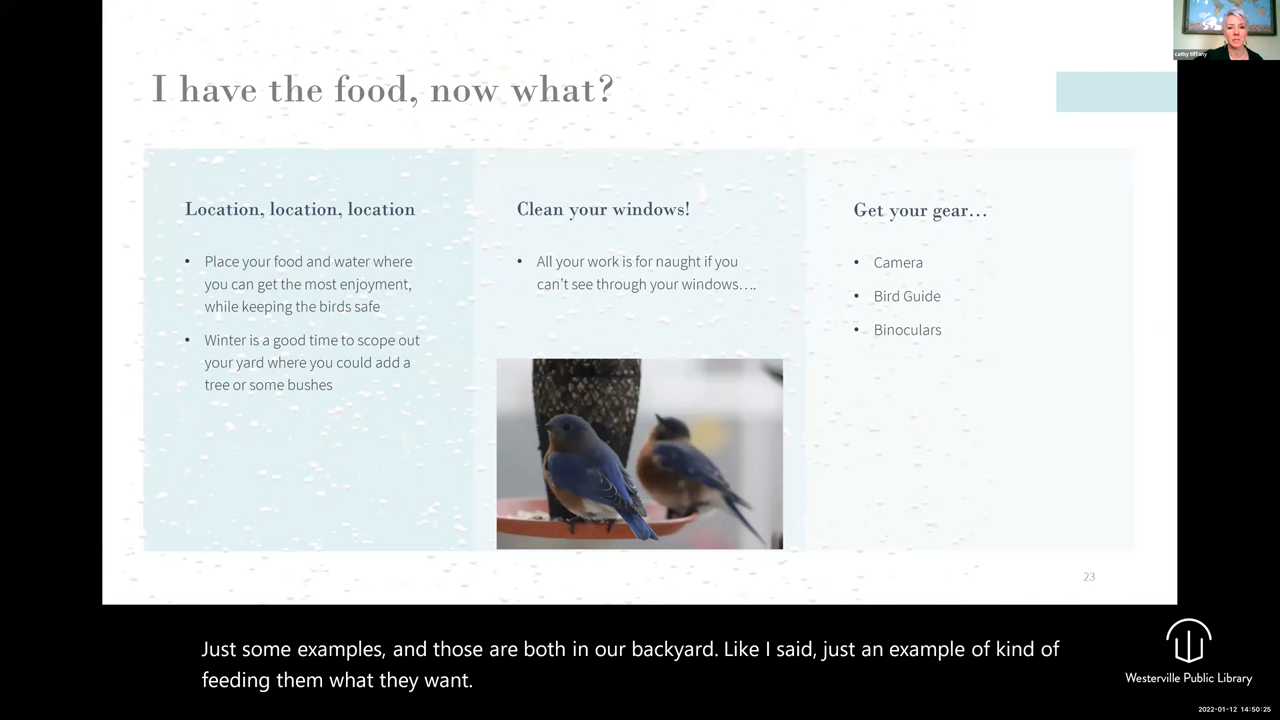 cathy tiffany
I have the food, now what?
Location, location, location
• Place your food and water where
you can get the most enjoyment,
while keeping the birds safe
• Winter is a good time to scope out
your yard where you could add a
tree or some bushes
Clean your windows!
• All your work is for naught if you
can't see through your windows….
Get your gear…
• Camera
• Bird Guide
• Binoculars
23
Just some examples, and those are both in our backyard. Like I said, just an example of kind of
feeding them what they want.
Westerville Public Library
2022-01-12 14:50:25